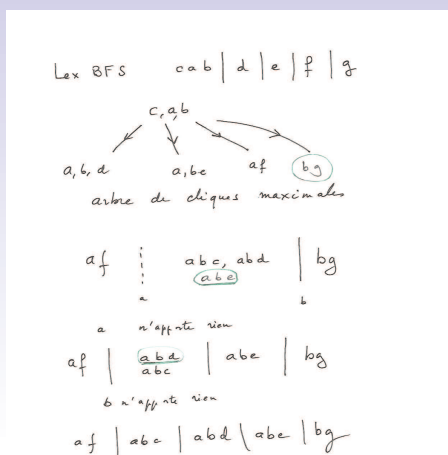 Lex BFS cab | d | e | f | g
c, a, b
a, b, d a, be af bg
arbre de cliques maximales
af abc, abd | bg
abe
a b
a n'apporte rien
af | abd | abe | bg
abc
b n'apporte rien
af | abc | abd | abe | bg